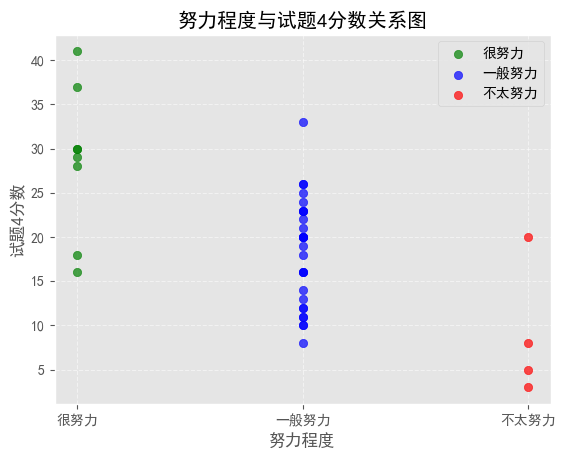 努力程度与试题4分数关系图
很努力
一般努力
不太努力
试题4分数
40
35
30
25
20
15
10
5
很努力
一般努力
不太努力
努力程度